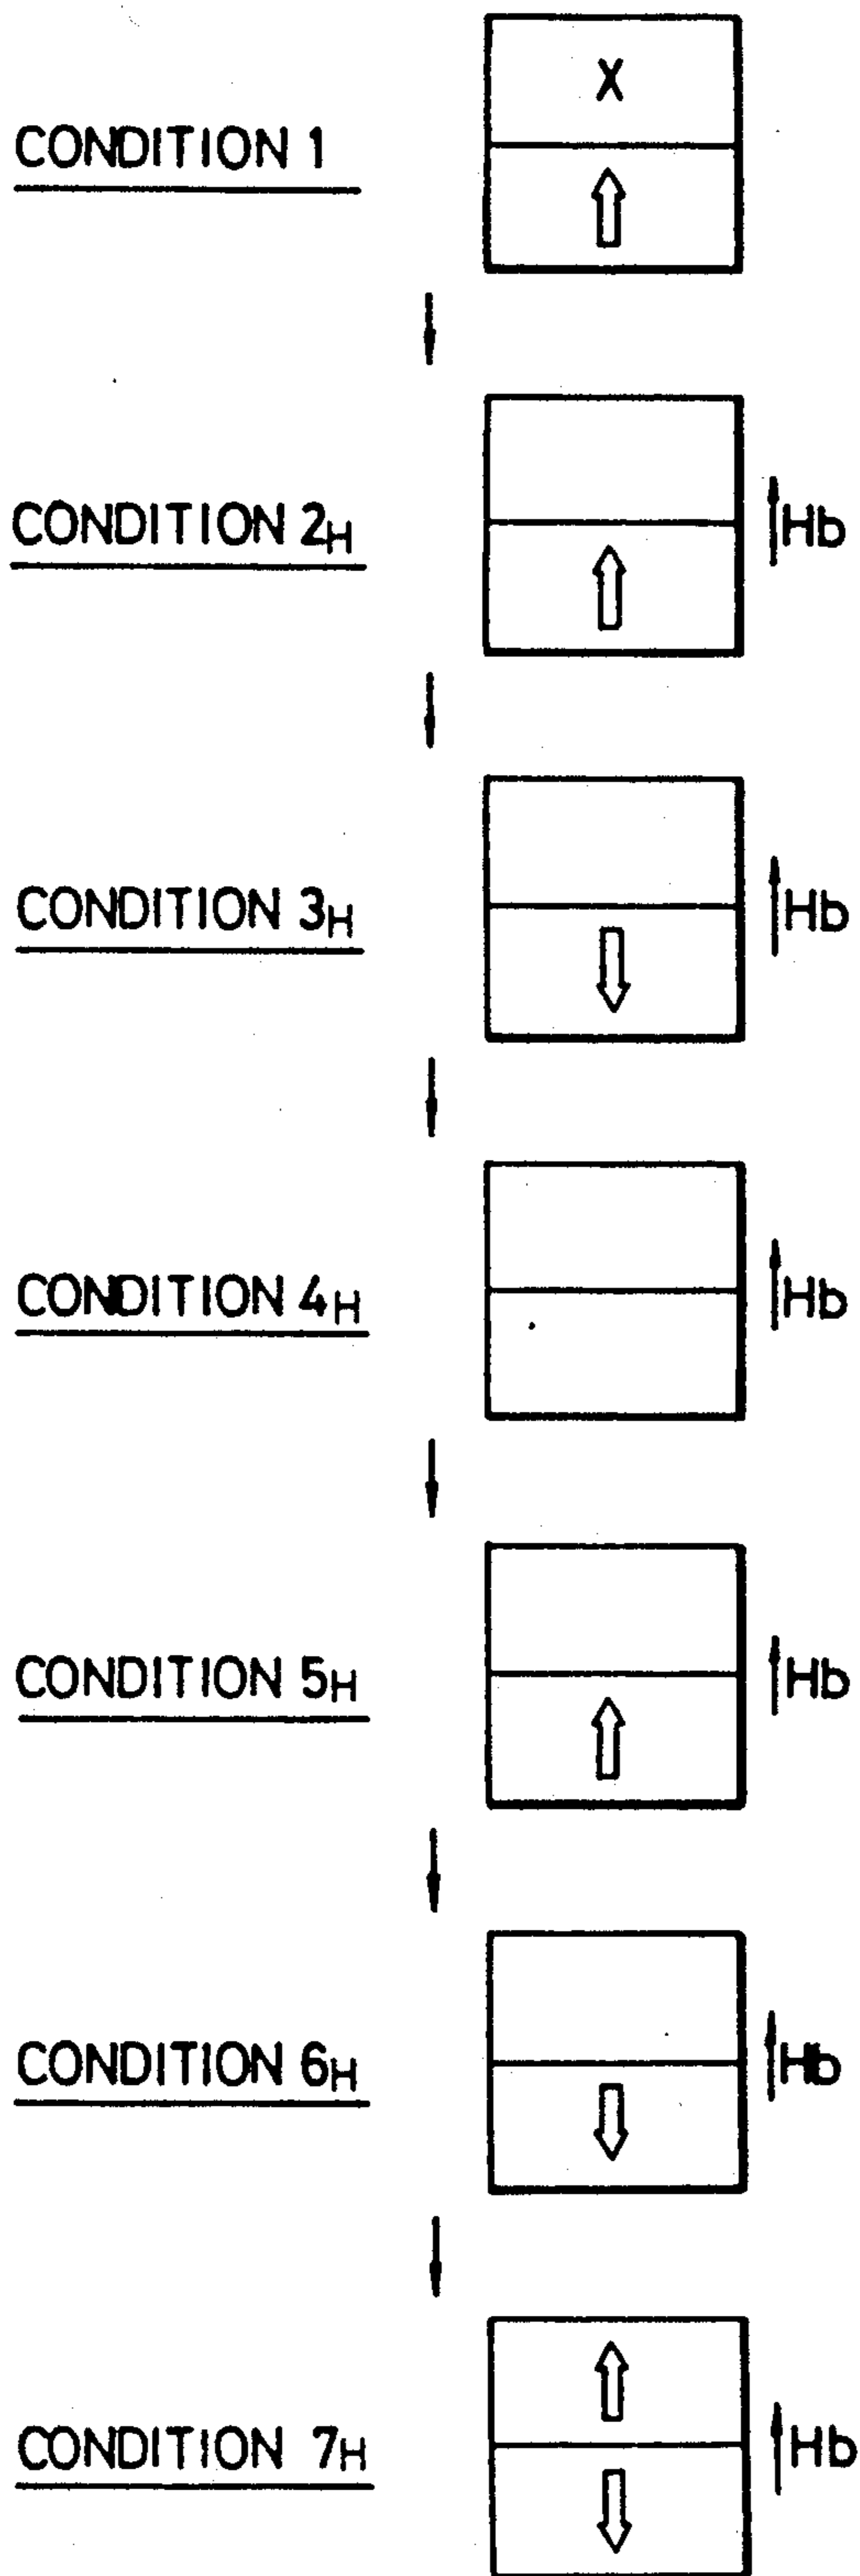 X
CONDITION 1
CONDITION 2H
Hb
CONDITION 3H
Hb
CONDITION 4H
Hb
CONDITION 5H
Hb
CONDITION 6H
Hb
CONDITION 7H
Hb